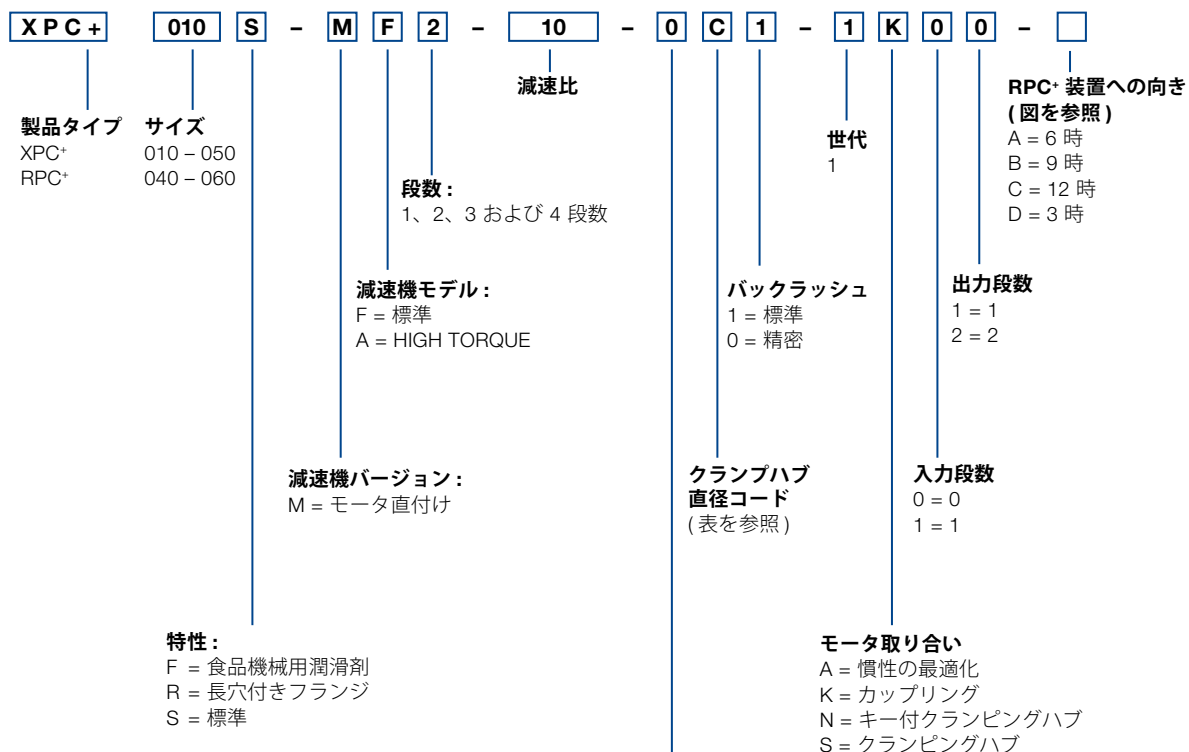 XPC+ 010 S – M F 2 – 10 – 0 C 1 – 1 K 0 0 –
減速比
製品タイプ
XPC⁺
RPC⁺
サイズ
010 – 050
040 – 060
段数 :
1、2、3 および 4 段数
世代
1
RPC⁺ 装置への向き
( 図を参照 )
A = 6 時
B = 9 時
C = 12 時
D = 3 時
減速機モデル :
F = 標準
A = HIGH TORQUE
バックラッシュ
1 = 標準
0 = 精密
出力段数
1 = 1
2 = 2
減速機バージョン :
M = モータ直付け
クランプハブ
直径コード
( 表を参照 )
入力段数
0 = 0
1 = 1
特性 :
F = 食品機械用潤滑剤
R = 長穴付きフランジ
S = 標準
モータ取り合い
A = 慣性の最適化
K = カップリング
N = キー付クランピングハブ
S = クランピングハブ